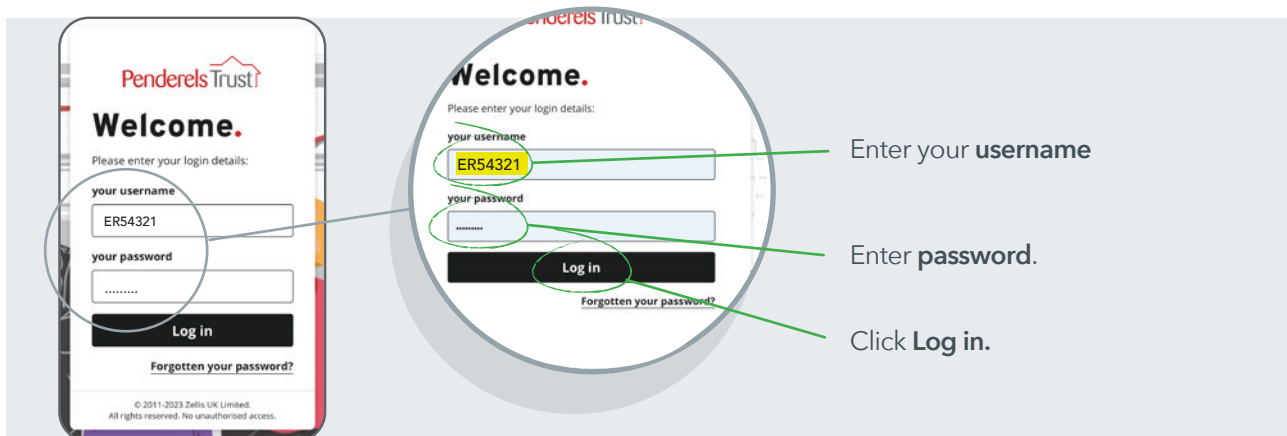 Penderels Trust
Welcome.
Please enter your login details:
your username
ER54321
your password
.........
Log in
Forgotten your password?
© 2011-2023 Zellis UK Limited.
All rights reserved. No unauthorised access.
Penderels Trust
Welcome.
Please enter your login details:
your username
ER54321
your password
.........
Log in
Forgotten your password?
Enter your username
Enter password.
Click Log in.